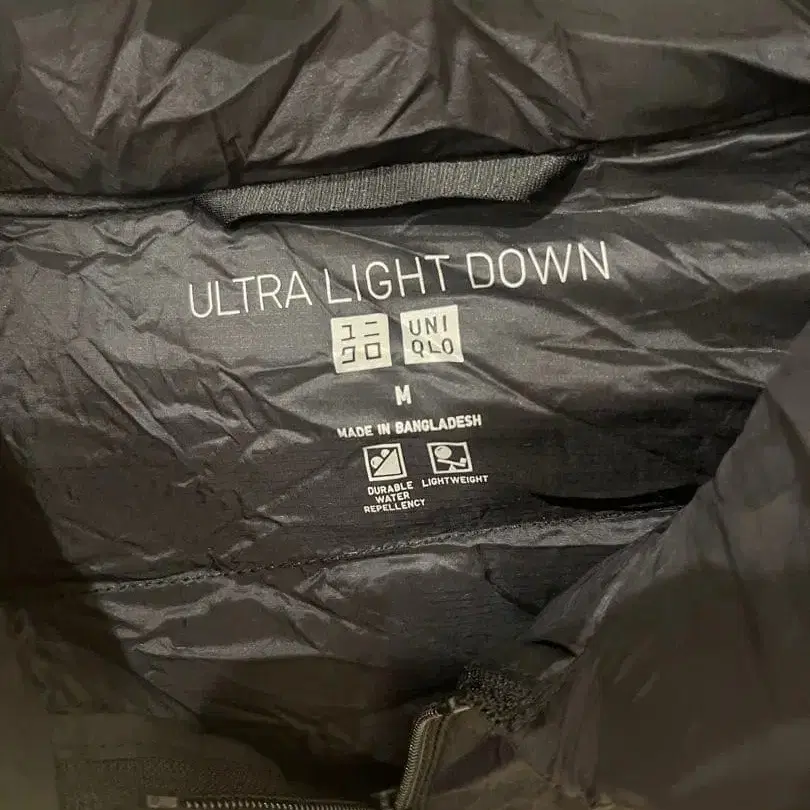 ULTRA LIGHT DOWN
ユニ UNI
クロ QLO
M
MADE IN BANGLADESH
DURABLE WATER REPELLENCY
LIGHTWEIGHT